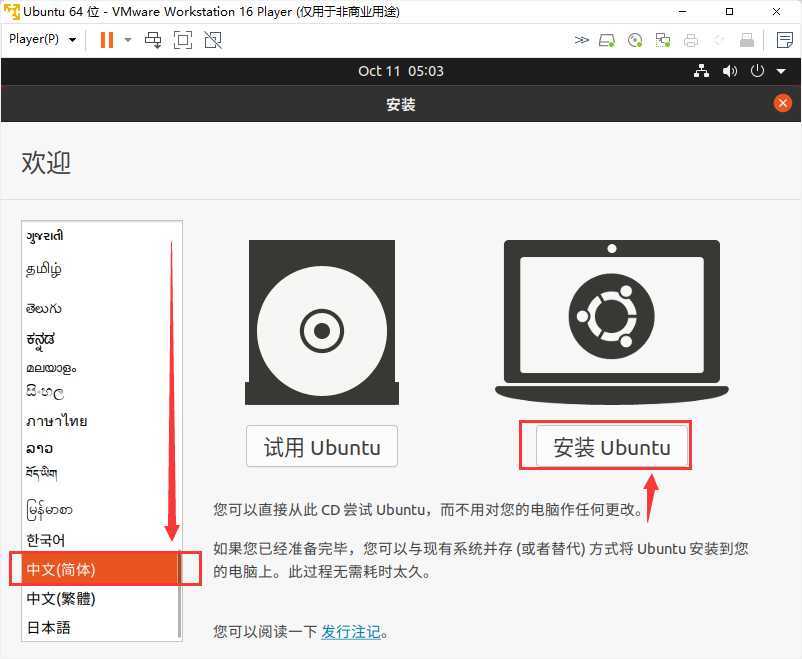 Ubuntu 64 位 - VMware Workstation 16 Player (仅用于非商业用途)
Player(P)
Oct 11 05:03
安装
欢迎
ગુજરાતી
தமிழ்
తెలుగు
ಕನ್ನಡ
മലയാളം
සිංහල
ภาษาไทย
ລາວ
བོད་ཡིག
မြန်မာစာ
한국어
中文(简体)
中文(繁體)
日本語
试用 Ubuntu
安装 Ubuntu
您可以直接从此 CD 尝试 Ubuntu，而不用对您的电脑作任何更改。
如果您已经准备完毕，您可以与现有系统并存 (或者替代) 方式将 Ubuntu 安装到您
的电脑上。此过程无需耗时太久。
您可以阅读一下 发行注记。